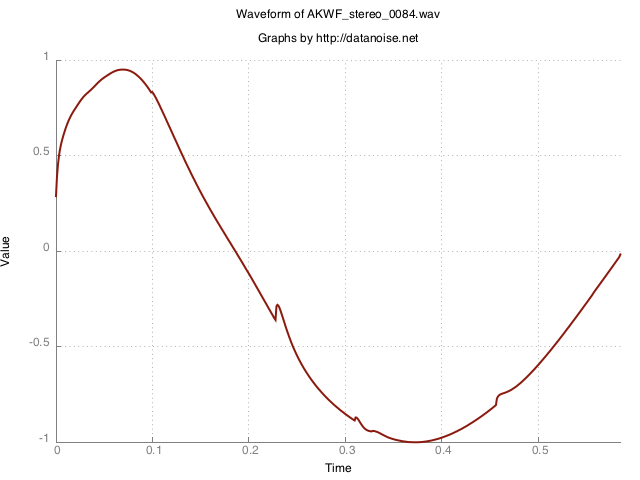 Waveform of AKWF_stereo_0084.wav
Graphs by http://datanoise.net
1
0.5
0
-0.5
-1
Value
0 0.1 0.2 0.3 0.4 0.5
Time